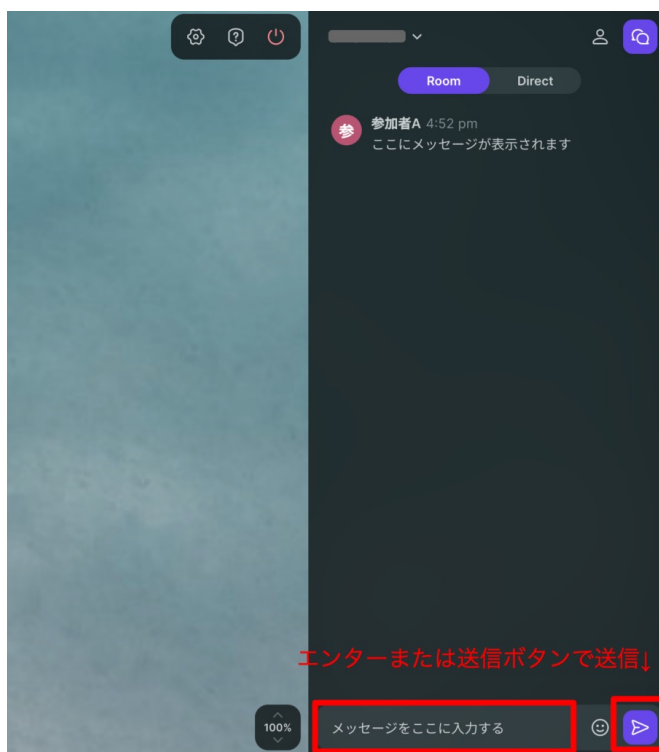 Room
Direct
参
参加者A 4:52 pm
ここにメッセージが表示されます
エンターまたは送信ボタンで送信↓
100%
メッセージをここに入力する